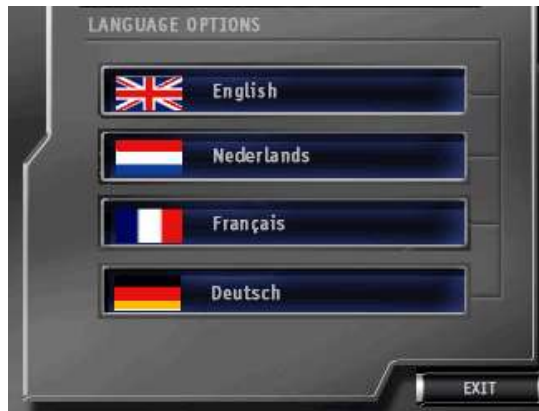 LANGUAGE OPTIONS
English
Nederlands
Français
Deutsch
EXIT